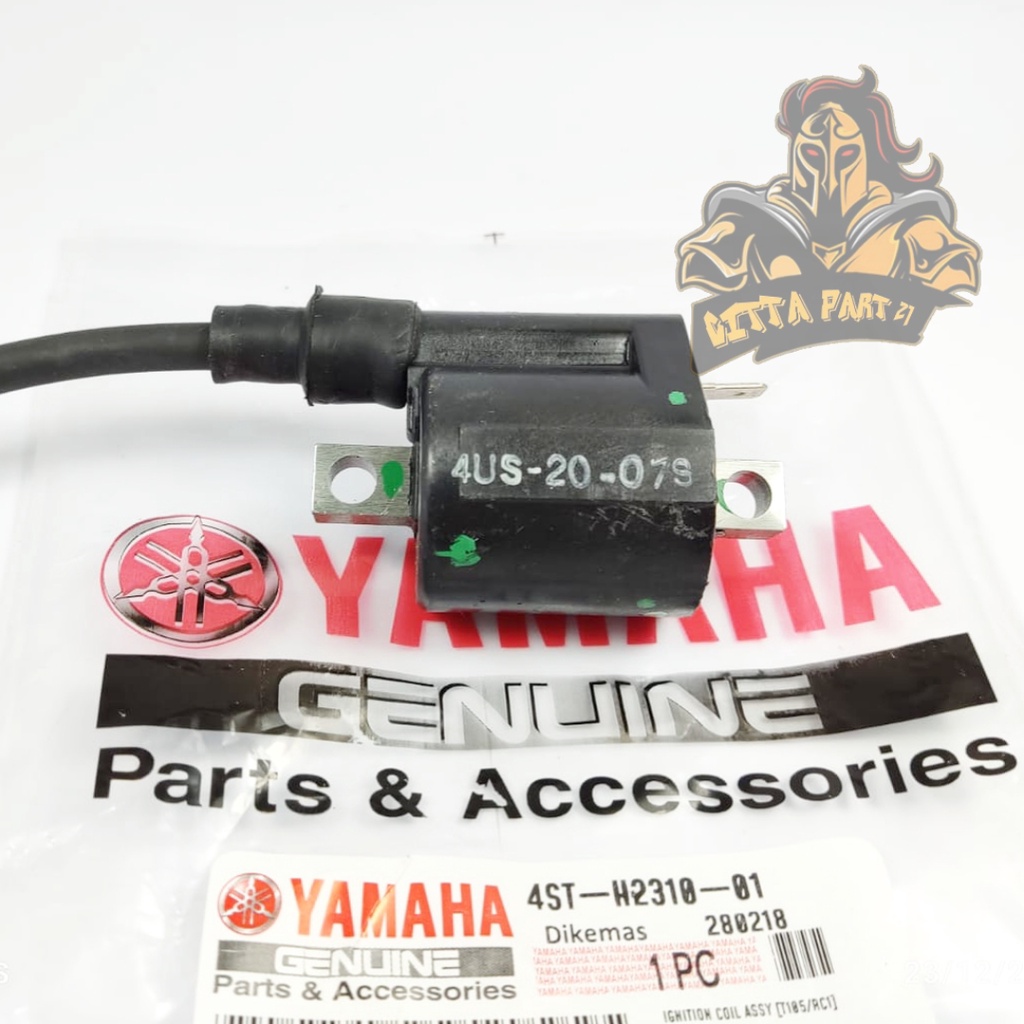 GITTA PART 21
4US-20-079
YAMAHA
GENUINE
Parts & Accessories
YAMAHA
GENUINE
Parts & Accessories
4ST-H2310-01
Dikemas 280218
1 PC
IGNITION COIL ASSY [T105/RC1]